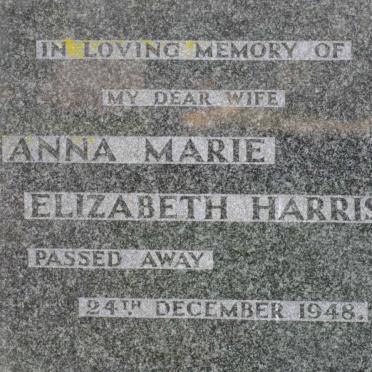 IN LOVING MEMORY OF
MY DEAR WIFE
ANNA MARIE
ELIZABETH HARRIS
PASSED AWAY
24TH DECEMBER 1948.